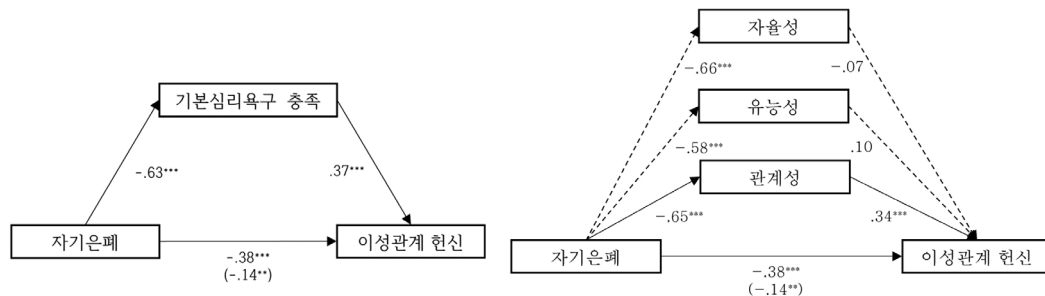 기본심리욕구 충족
-.63***
.37***
자기은폐
이성관계 헌신
-.38***
(-.14**)
자율성
-.66***
-.07
유능성
-.58***
.10
관계성
-.65***
.34***
자기은폐
이성관계 헌신
-.38***
(-.14**)